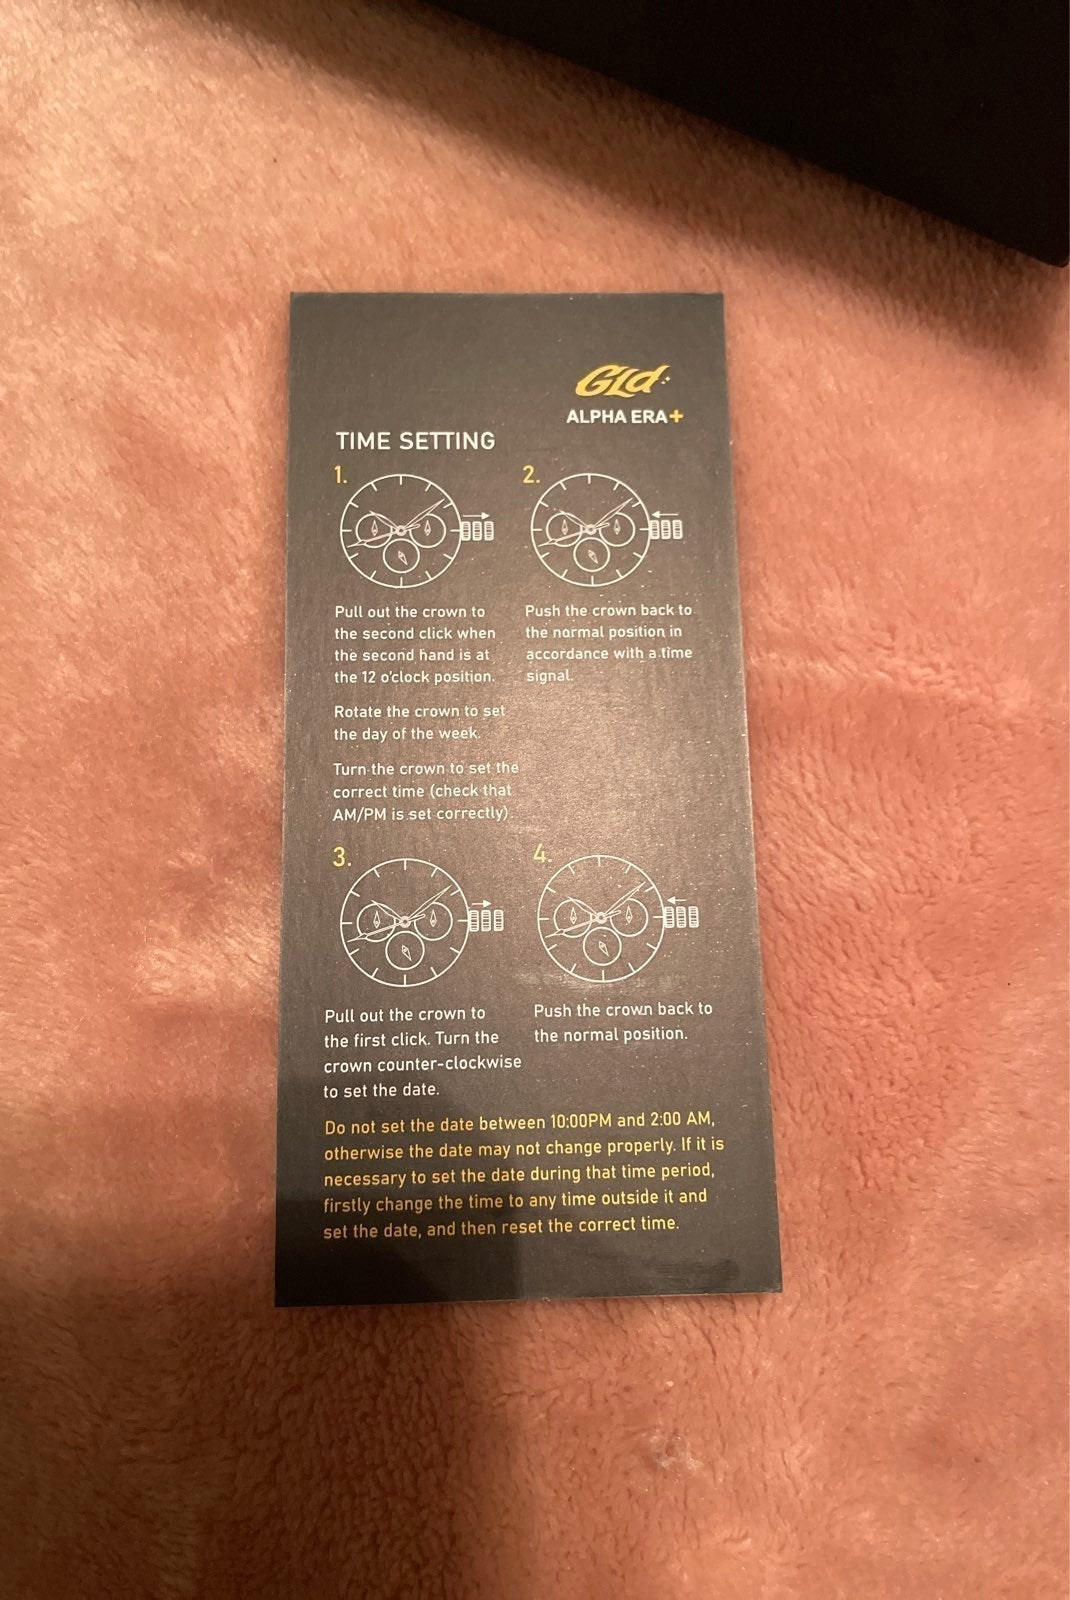 GLd
ALPHA ERA+
TIME SETTING
1.
Pull out the crown to
the second click when
the second hand is at
the 12 o'clock position.
Rotate the crown to set
the day of the week.
Turn the crown to set the
correct time (check that
AM/PM is set correctly)
2.
Push the crown back to
the normal position in
accordance with a time
signal.
3.
Pull out the crown to
the first click. Turn the
crown counter-clockwise
to set the date.
4.
Push the crown back to
the normal position.
Do not set the date between 10:00PM and 2:00 AM,
otherwise the date may not change properly. If it is
necessary to set the date during that time period,
firstly change the time to any time outside it and
set the date, and then reset the correct time.